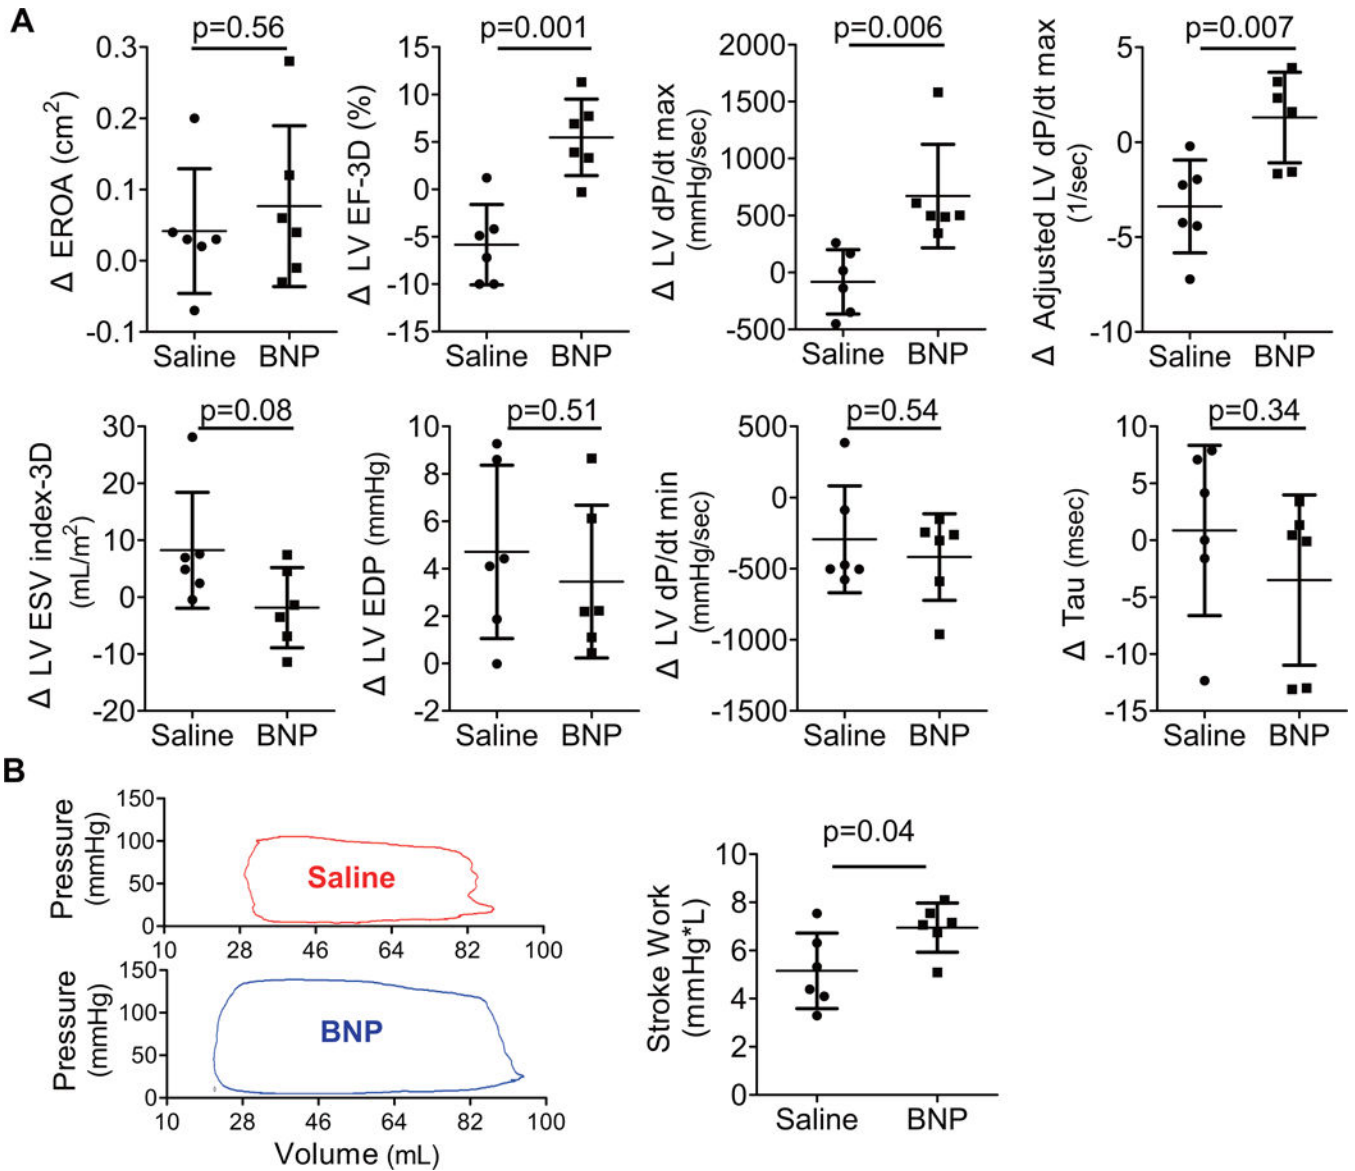 A
p=0.56
Δ EROA (cm²)
0.3
0.2
0.1
0.0
-0.1
Saline BNP
p=0.001
Δ LV EF-3D (%)
15
10
5
0
-5
-10
-15
Saline BNP
p=0.006
Δ LV dP/dt max
(mmHg/sec)
2000
1500
1000
500
0
-500
Saline BNP
p=0.007
Δ Adjusted LV dP/dt max
(1/sec)
5
0
-5
-10
Saline BNP
p=0.08
Δ LV ESV index-3D
(mL/m²)
30
20
10
0
-10
-20
Saline BNP
p=0.51
Δ LV EDP (mmHg)
10
8
6
4
2
0
-2
Saline BNP
p=0.54
Δ LV dP/dt min
(mmHg/sec)
500
0
-500
-1000
-1500
Saline BNP
p=0.34
Δ Tau (msec)
10
5
0
-5
-10
-15
Saline BNP
B
Pressure
(mmHg)
150
100
50
0
Saline
10 28 46 64 82 100
Pressure
(mmHg)
150
100
50
0
BNP
10 28 46 64 82 100
Volume (mL)
p=0.04
Stroke Work
(mmHg*L)
10
8
6
4
2
0
Saline BNP